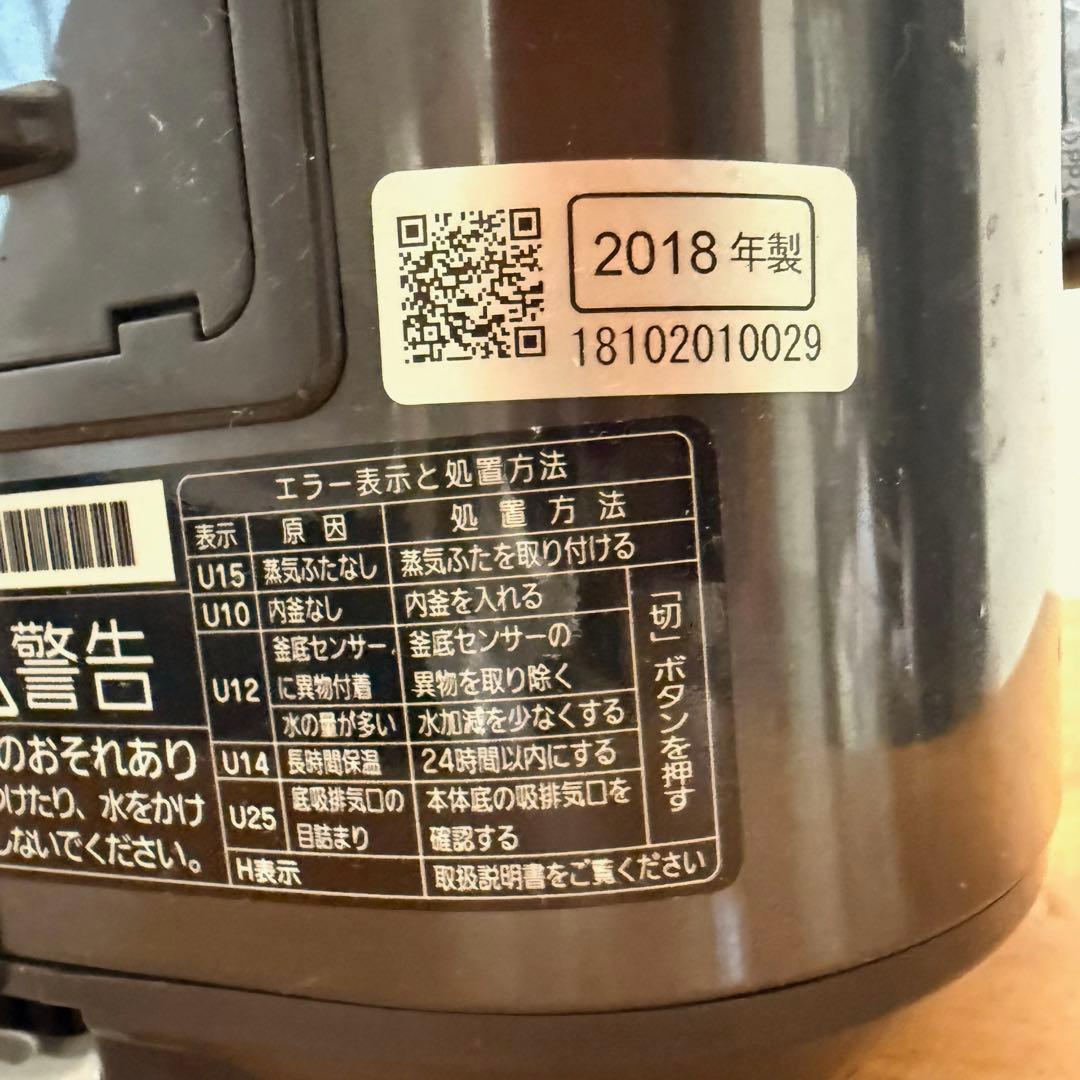 2018 年製
18102010029
エラー表示と処置方法
表示 原因 処置方法
U15 蒸気ふたなし 蒸気ふたを取り付ける
U10 内釜なし 内釜を入れる
U12 釜底センサー 釜底センサーの
に異物付着 異物を取り除く
水の量が多い 水加減を少なくする
U14 長時間保温 24時間以内にする
U25 底吸排気口の 本体底の吸排気口を
目詰まり 確認する
「切」ボタンを押す
H表示 取扱説明書をご覧ください
警告
のおそれあり
けたり、水をかけ
しないでください。